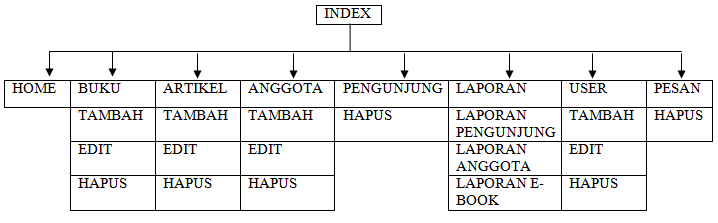 INDEX
HOME BUKU ARTIKEL ANGGOTA PENGUNJUNG LAPORAN USER PESAN
TAMBAH TAMBAH TAMBAH HAPUS LAPORAN PENGUNJUNG TAMBAH HAPUS
EDIT EDIT EDIT LAPORAN ANGGOTA EDIT
HAPUS HAPUS HAPUS LAPORAN E-BOOK HAPUS